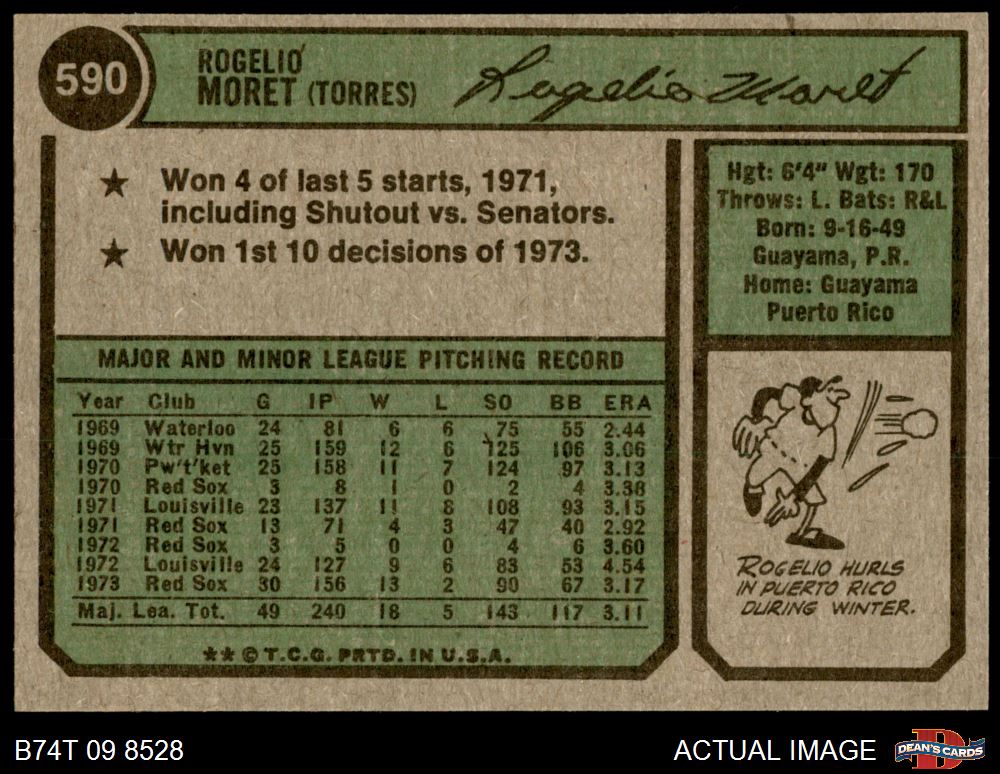 590
ROGELIO
MORET (TORRES)
Rogelio Moret
★ Won 4 of last 5 starts, 1971,
including Shutout vs. Senators.
★ Won 1st 10 decisions of 1973.
Hgt: 6'4" Wgt: 170
Throws: L. Bats: R&L
Born: 9-16-49
Guayama, P.R.
Home: Guayama
Puerto Rico
MAJOR AND MINOR LEAGUE PITCHING RECORD
Year Club G IP W L SO BB ERA
1969 Waterloo 24 81 6 6 75 55 2.44
1969 Wtr Hvn 25 159 12 6 125 106 3.06
1970 Pw't'ket 25 158 11 7 124 97 3.13
1970 Red Sox 3 8 1 0 2 4 3.38
1971 Louisville 23 137 11 8 108 93 3.15
1971 Red Sox 13 71 4 3 47 40 2.92
1972 Red Sox 3 5 0 0 4 6 3.60
1972 Louisville 24 127 9 6 83 53 4.54
1973 Red Sox 30 156 13 2 90 67 3.17
Maj. Lea. Tot. 49 240 18 5 143 117 3.11
** © T.C.G. PRTD. IN U.S.A.
ROGELIO HURLS
IN PUERTO RICO
DURING WINTER.
B74T 09 8528
ACTUAL IMAGE
D
DEAN'S CARDS